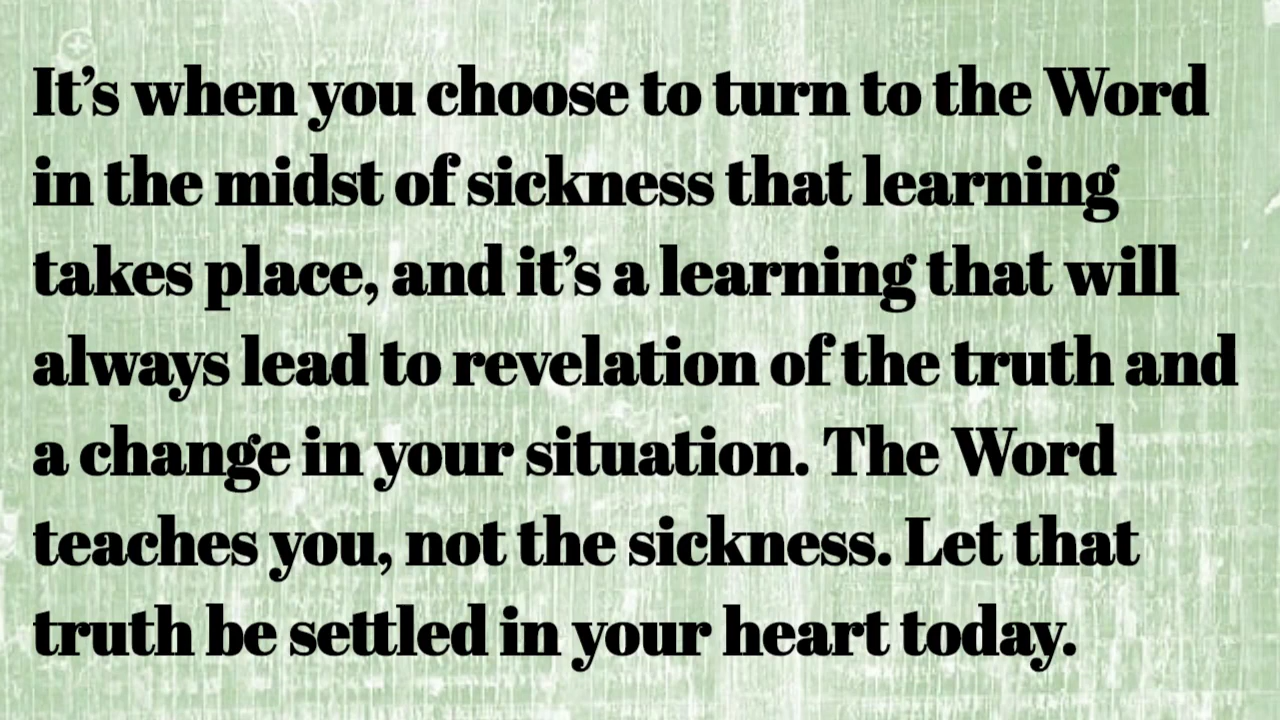 It’s when you choose to turn to the Word
in the midst of sickness that learning
takes place, and it’s a learning that will
always lead to revelation of the truth and
a change in your situation. The Word
teaches you, not the sickness. Let that
truth be settled in your heart today.